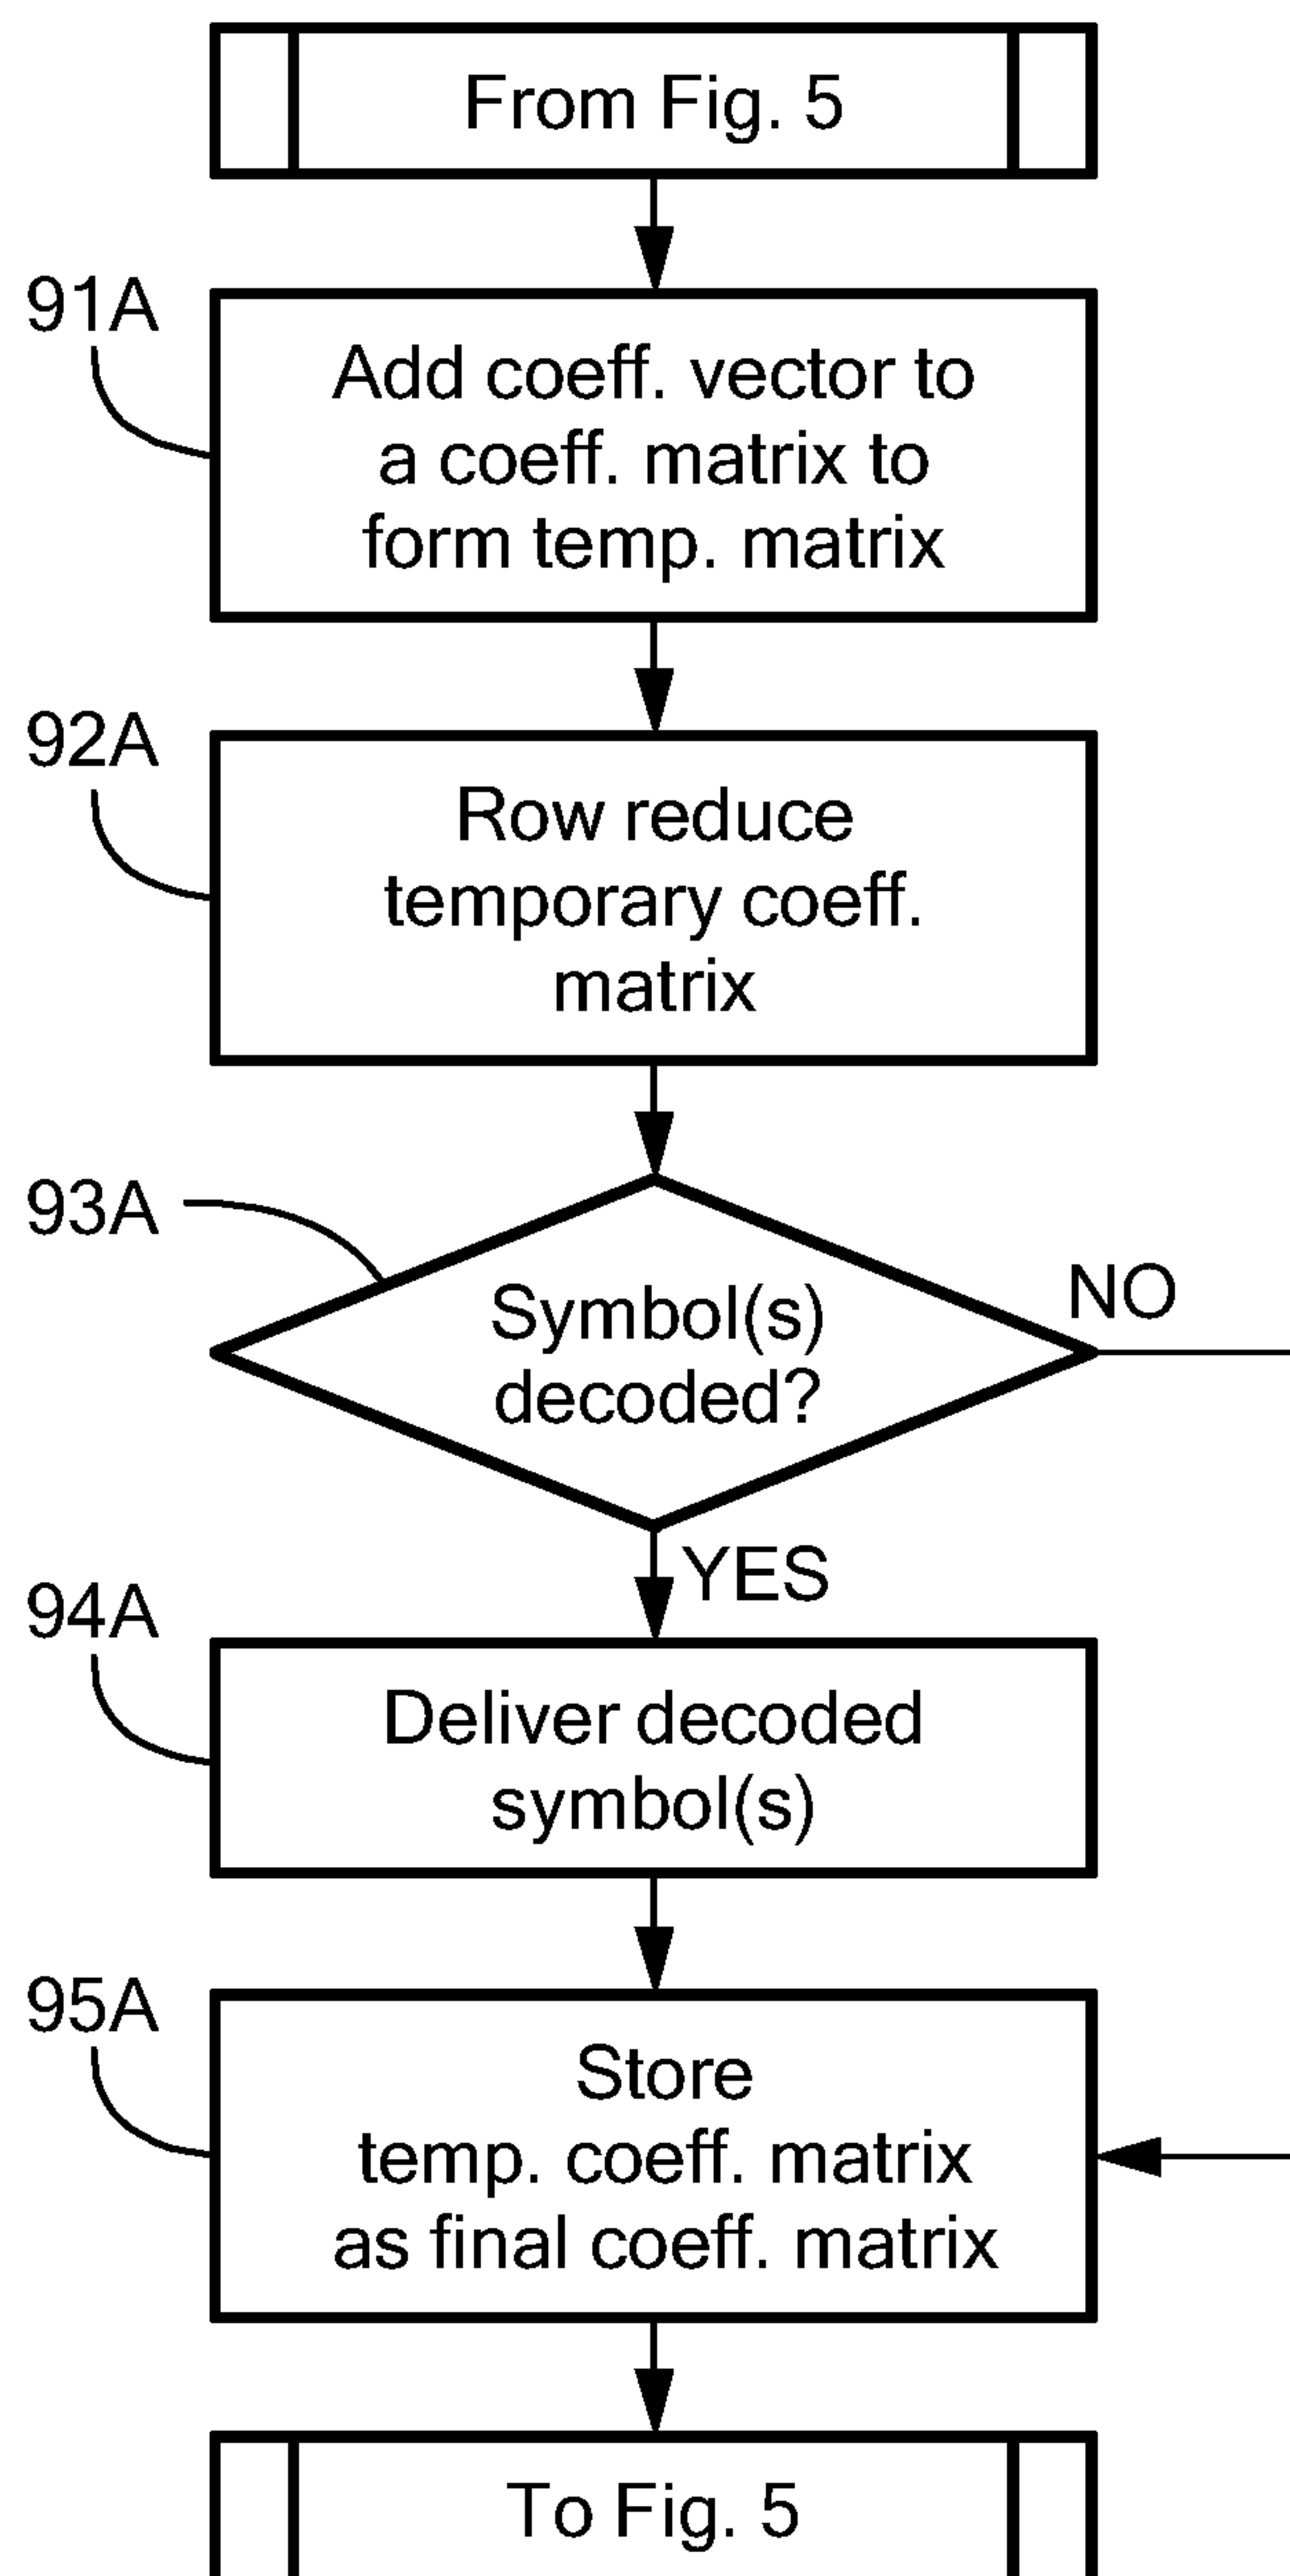 From Fig. 5
91A
Add coeff. vector to
a coeff. matrix to
form temp. matrix
92A
Row reduce
temporary coeff.
matrix
93A
Symbol(s)
decoded?
NO
YES
94A
Deliver decoded
symbol(s)
95A
Store
temp. coeff. matrix
as final coeff. matrix
To Fig. 5